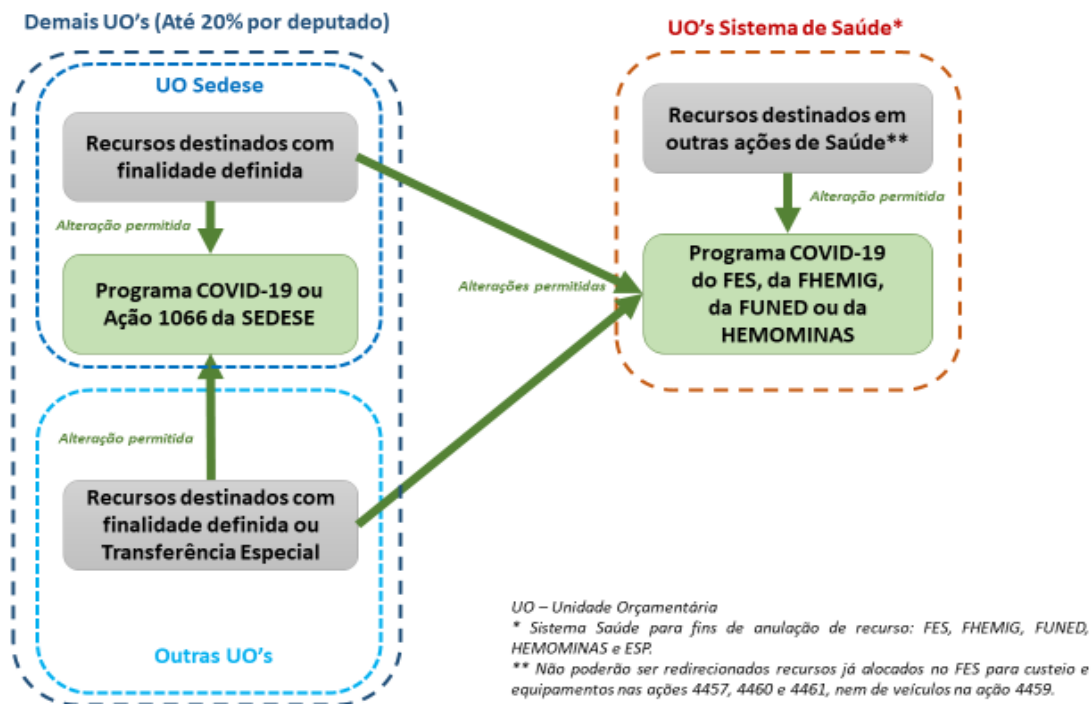 Demais UO's (Até 20% por deputado)
UO Sedese
Recursos destinados com
finalidade definida
Alteração permitida
Programa COVID-19 ou
Ação 1066 da SEDESE
Alteração permitida
Recursos destinados com
finalidade definida ou
Transferência Especial
Outras UO's
Alterações permitidas
UO's Sistema de Saúde*
Recursos destinados em
outras ações de Saúde**
Alteração permitida
Programa COVID-19
do FES, da FHEMIG,
da FUNED ou da
HEMOMINAS
UO – Unidade Orçamentária
* Sistema Saúde para fins de anulação de recurso: FES, FHEMIG, FUNED,
HEMOMINAS e ESP.
** Não poderão ser redirecionados recursos já alocados no FES para custeio e
equipamentos nas ações 4457, 4460 e 4461, nem de veículos na ação 4459.